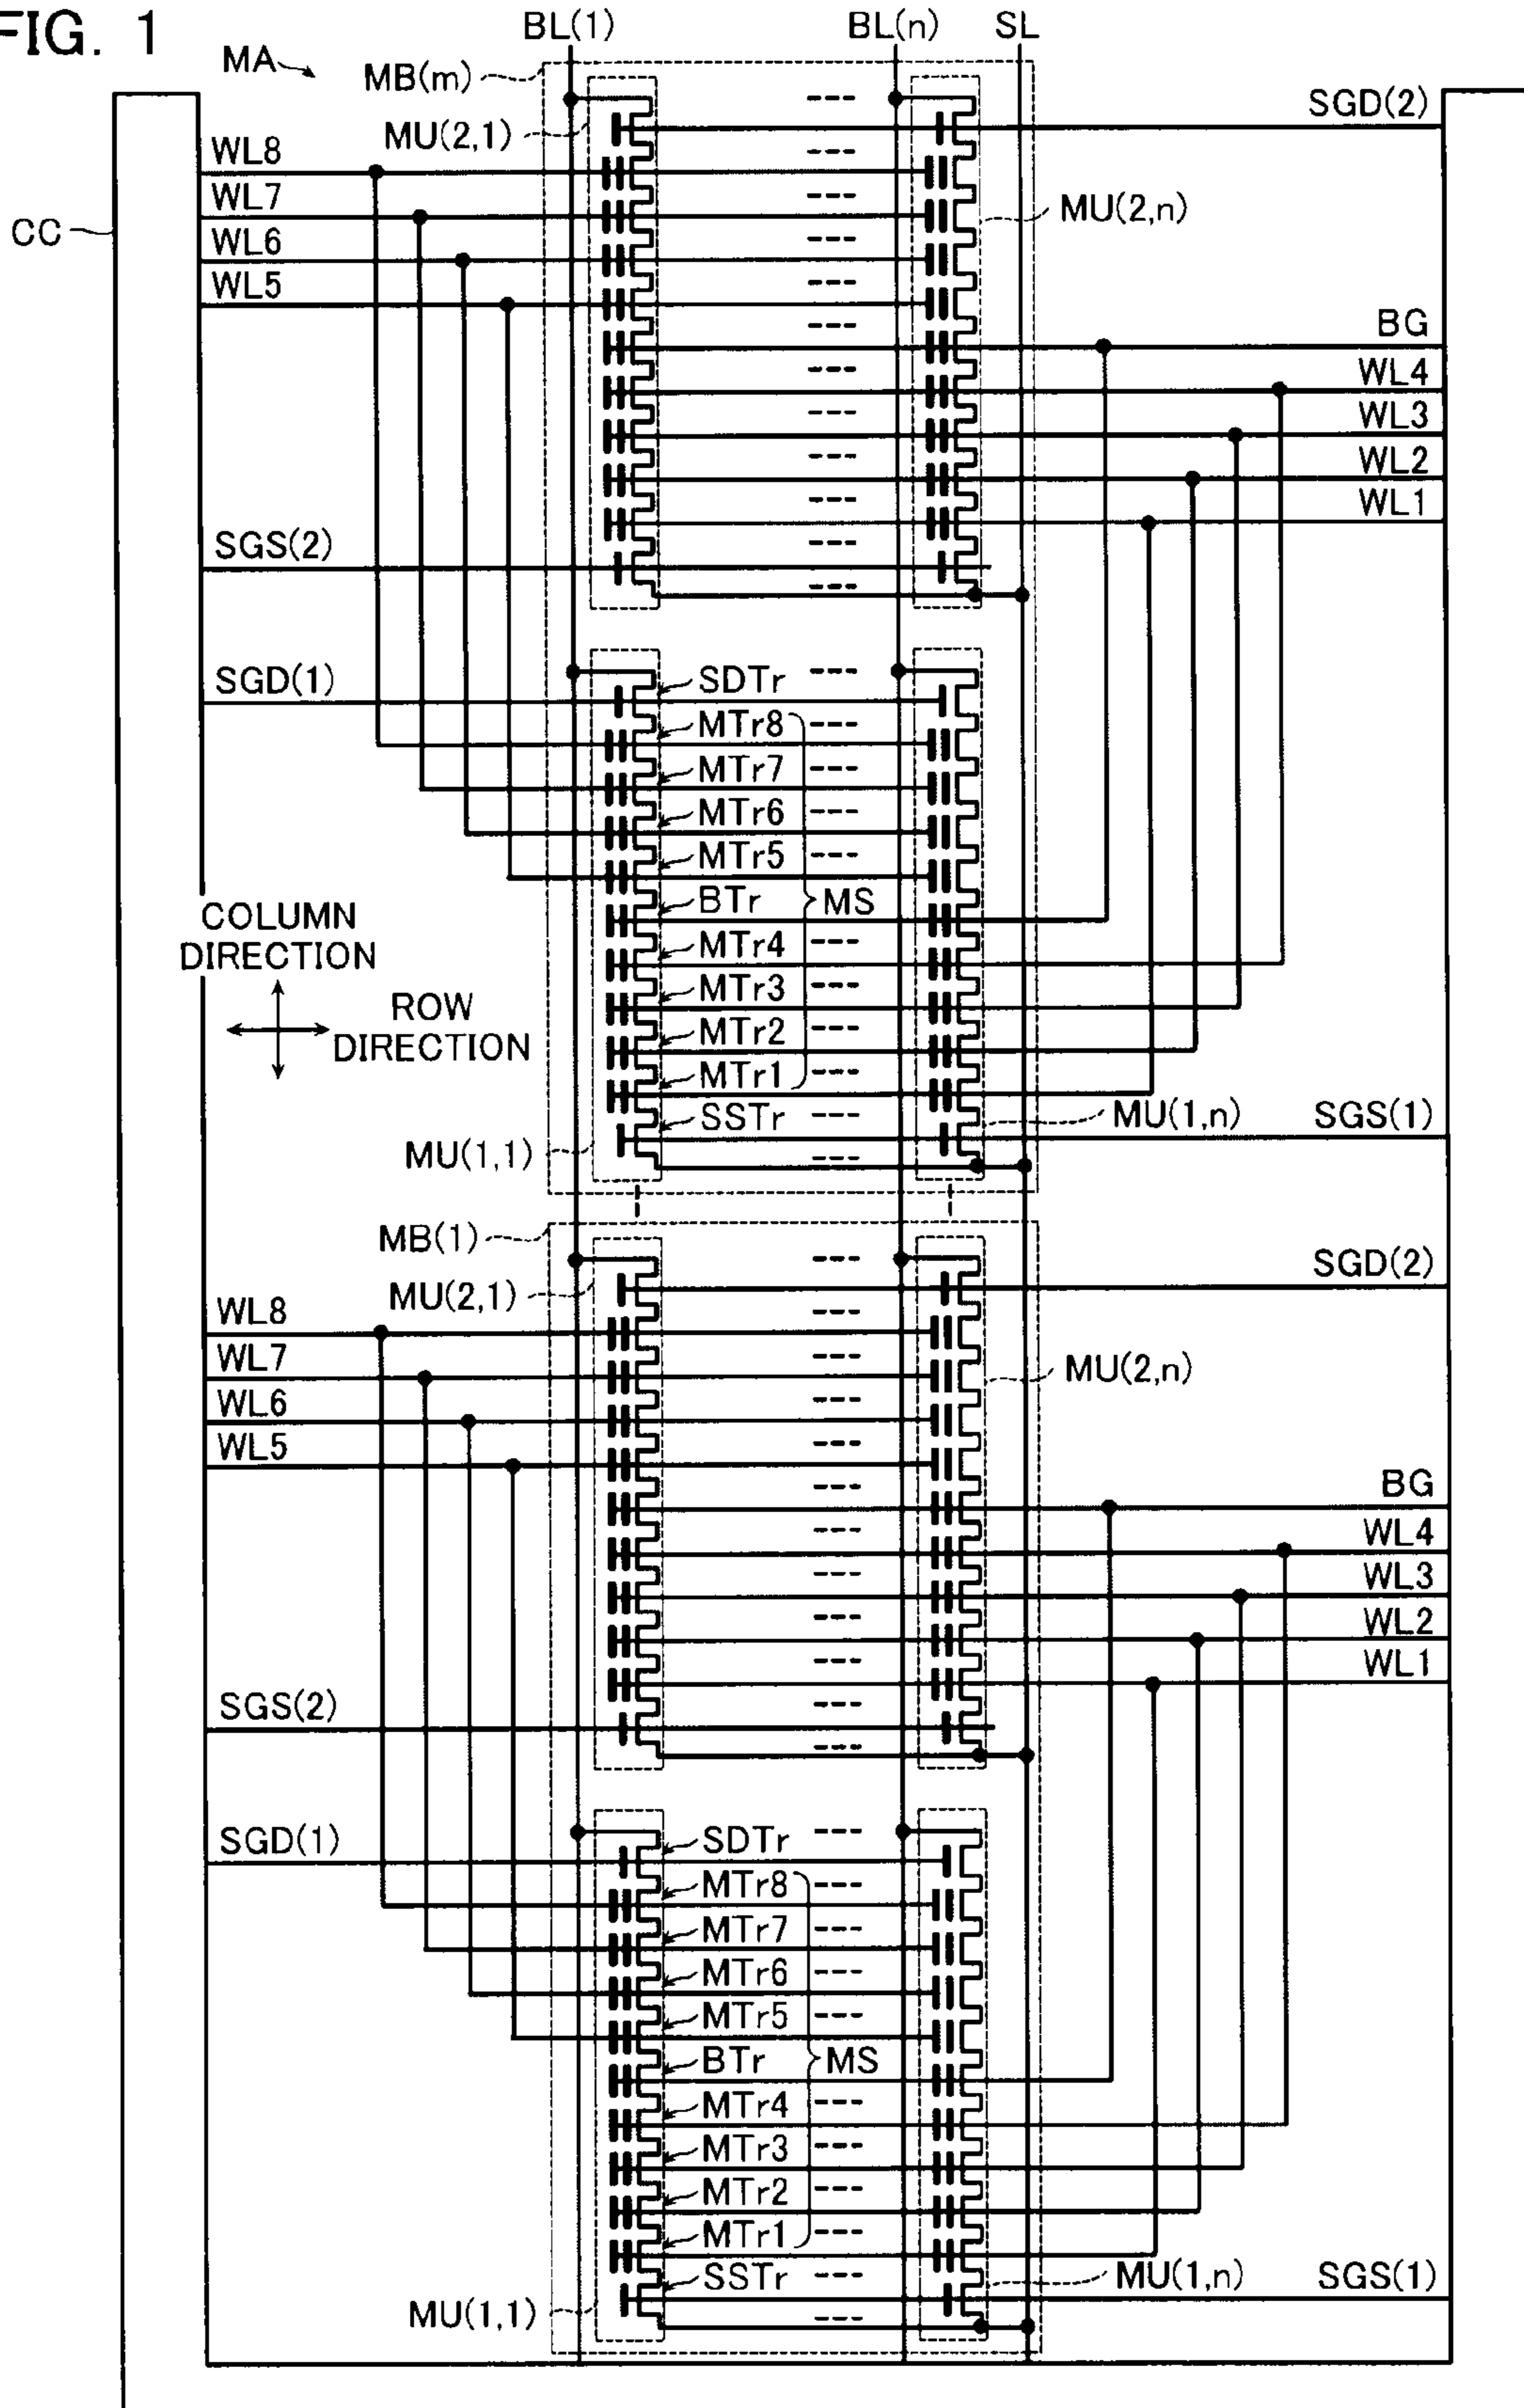 FIG. 1
BL(1)
BL(n)
SL
MA
MB(m)
SGD(2)
MU(2,1)
WL8
WL7
MU(2,n)
CC
WL6
WL5
BG
WL4
WL3
WL2
WL1
SGS(2)
SGD(1)
SDTr
MTr8
MTr7
MTr6
MTr5
BTr
MS
COLUMN
DIRECTION
MTr4
MTr3
ROW
DIRECTION
MTr2
MTr1
SSTr
MU(1,n)
SGS(1)
MU(1,1)
MB(1)
SGD(2)
MU(2,1)
WL8
WL7
MU(2,n)
WL6
WL5
BG
WL4
WL3
WL2
WL1
SGS(2)
SGD(1)
SDTr
MTr8
MTr7
MTr6
MTr5
BTr
MS
MTr4
MTr3
MTr2
MTr1
SSTr
MU(1,n)
SGS(1)
MU(1,1)